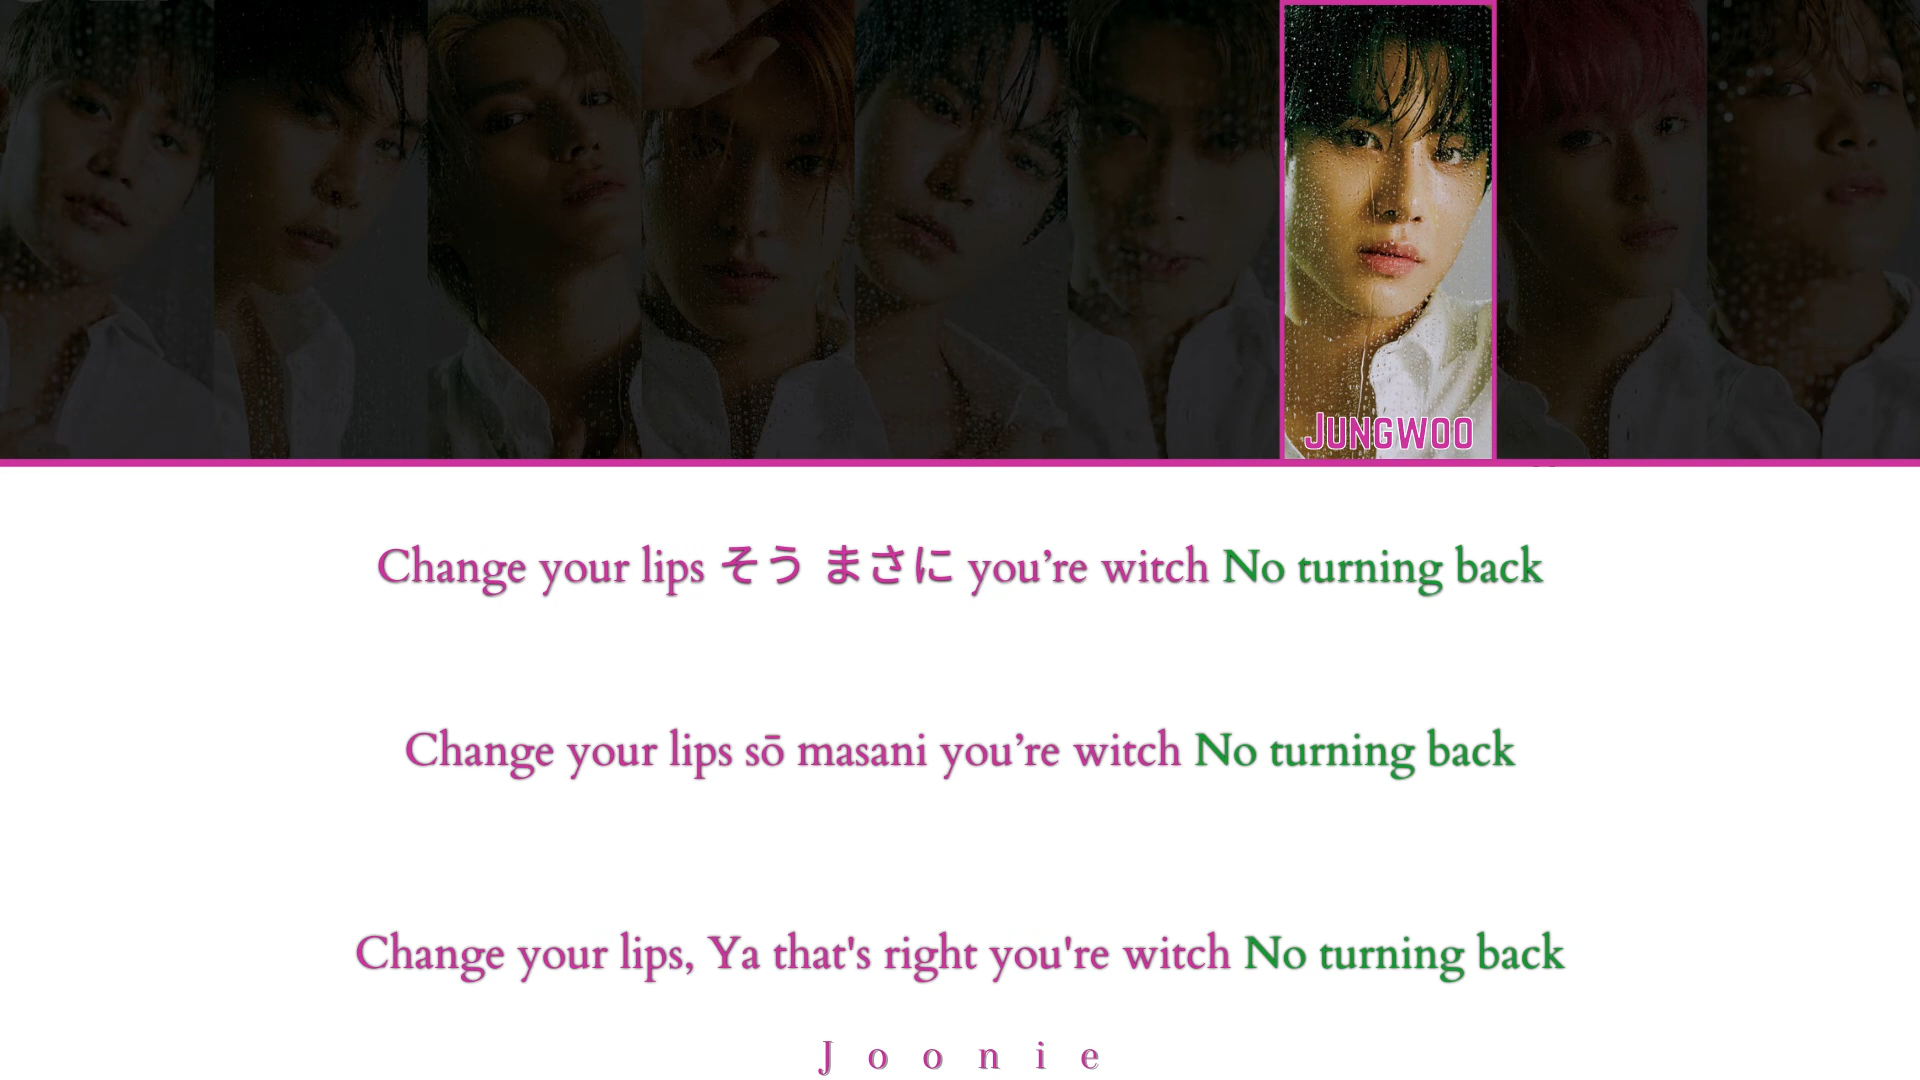 JUNGWOO
Change your lips そう まさに you’re witch No turning back
Change your lips sō masani you’re witch No turning back
Change your lips, Ya that's right you're witch No turning back
Joonie